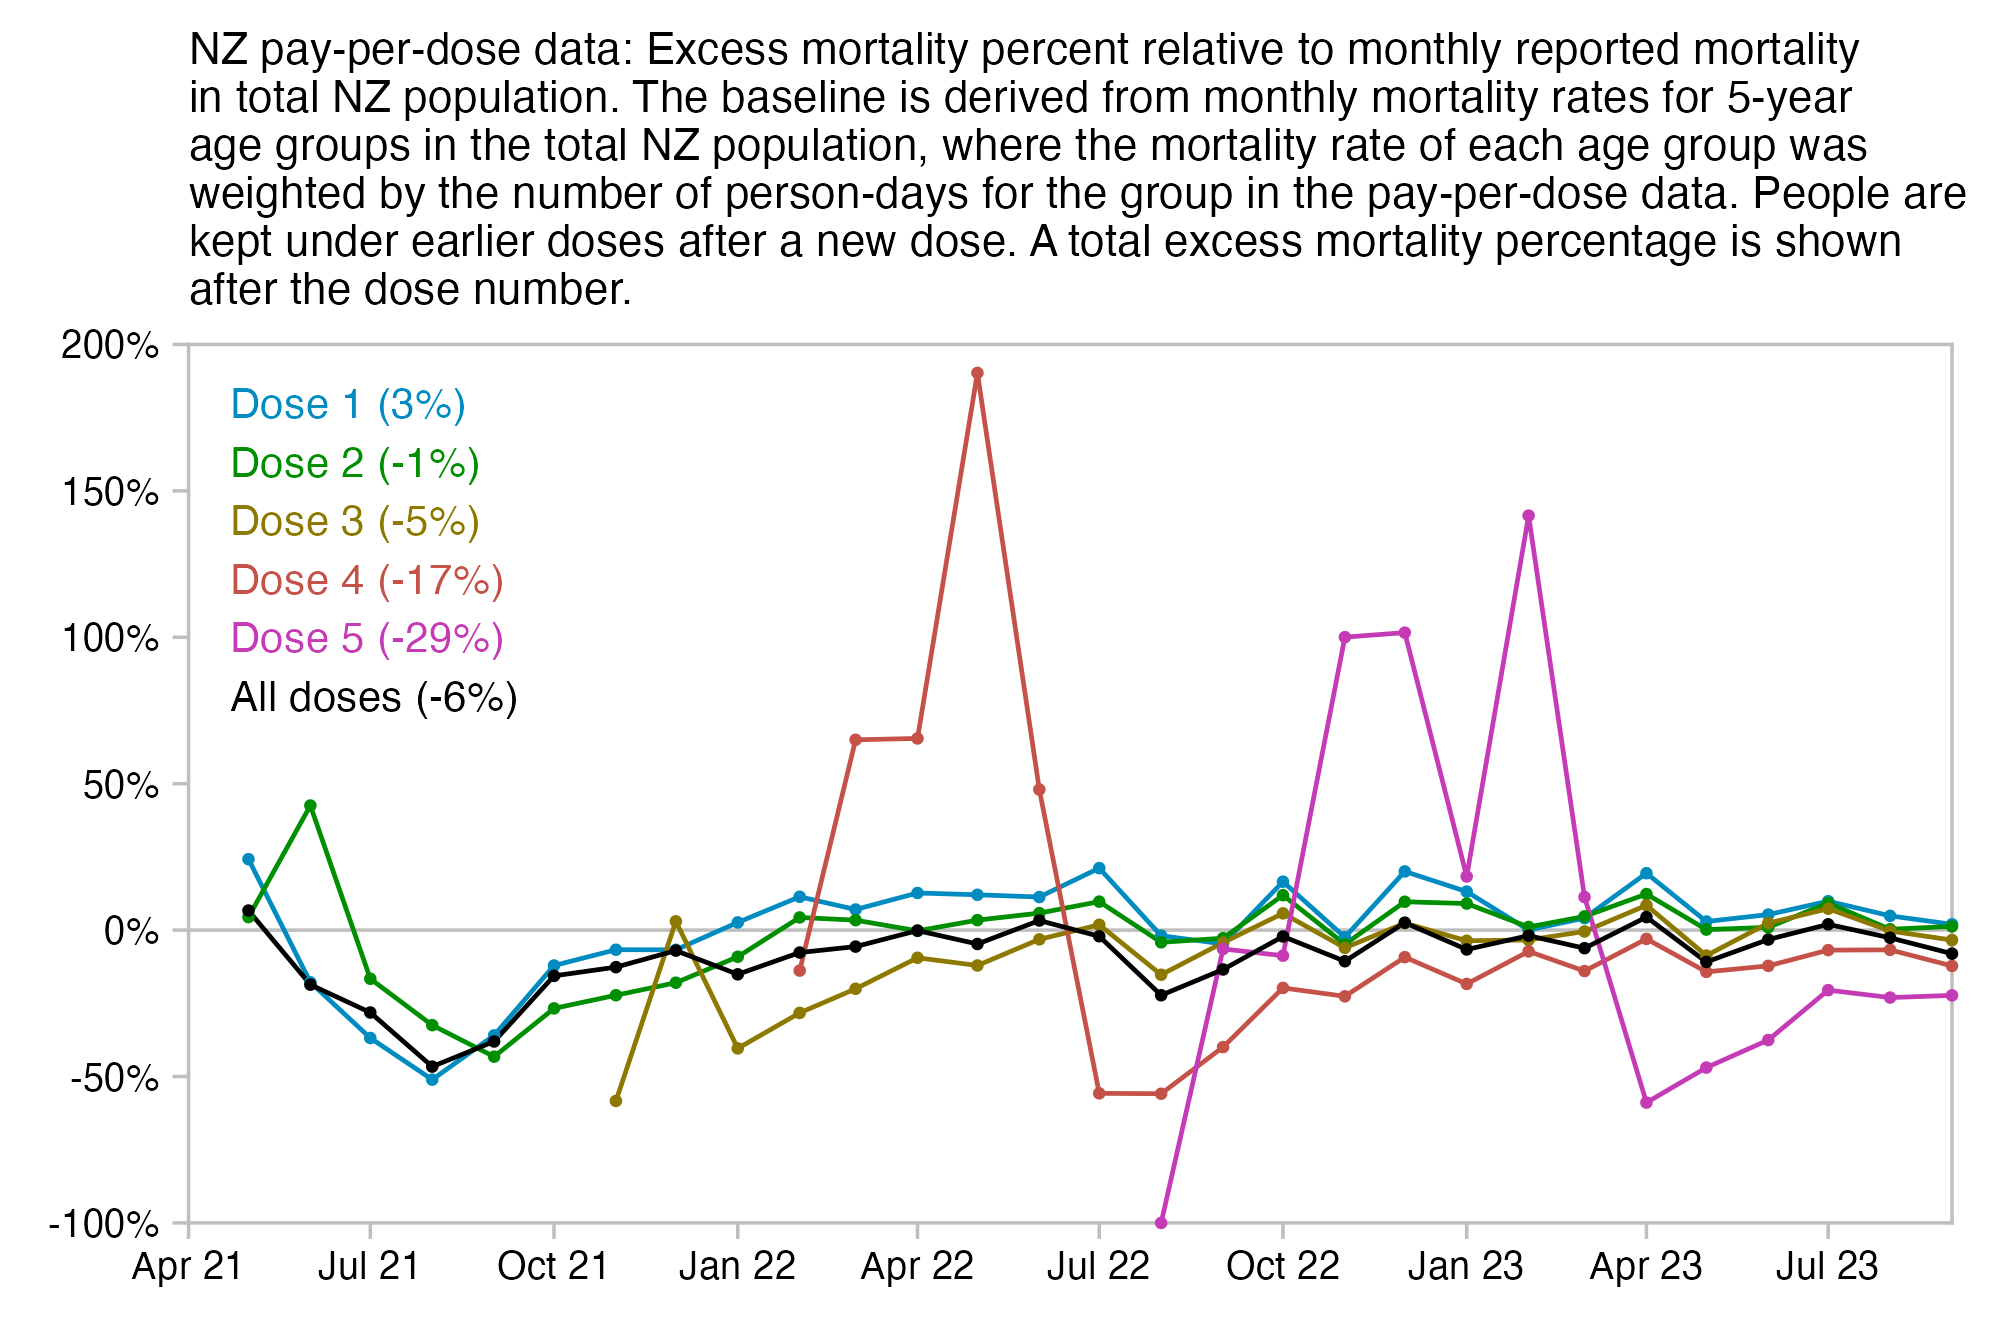 NZ pay-per-dose data: Excess mortality percent relative to monthly reported mortality
in total NZ population. The baseline is derived from monthly mortality rates for 5-year
age groups in the total NZ population, where the mortality rate of each age group was
weighted by the number of person-days for the group in the pay-per-dose data. People are
kept under earlier doses after a new dose. A total excess mortality percentage is shown
after the dose number.
200%
150%
100%
50%
0%
-50%
-100%
Dose 1 (3%)
Dose 2 (-1%)
Dose 3 (-5%)
Dose 4 (-17%)
Dose 5 (-29%)
All doses (-6%)
Apr 21
Jul 21
Oct 21
Jan 22
Apr 22
Jul 22
Oct 22
Jan 23
Apr 23
Jul 23